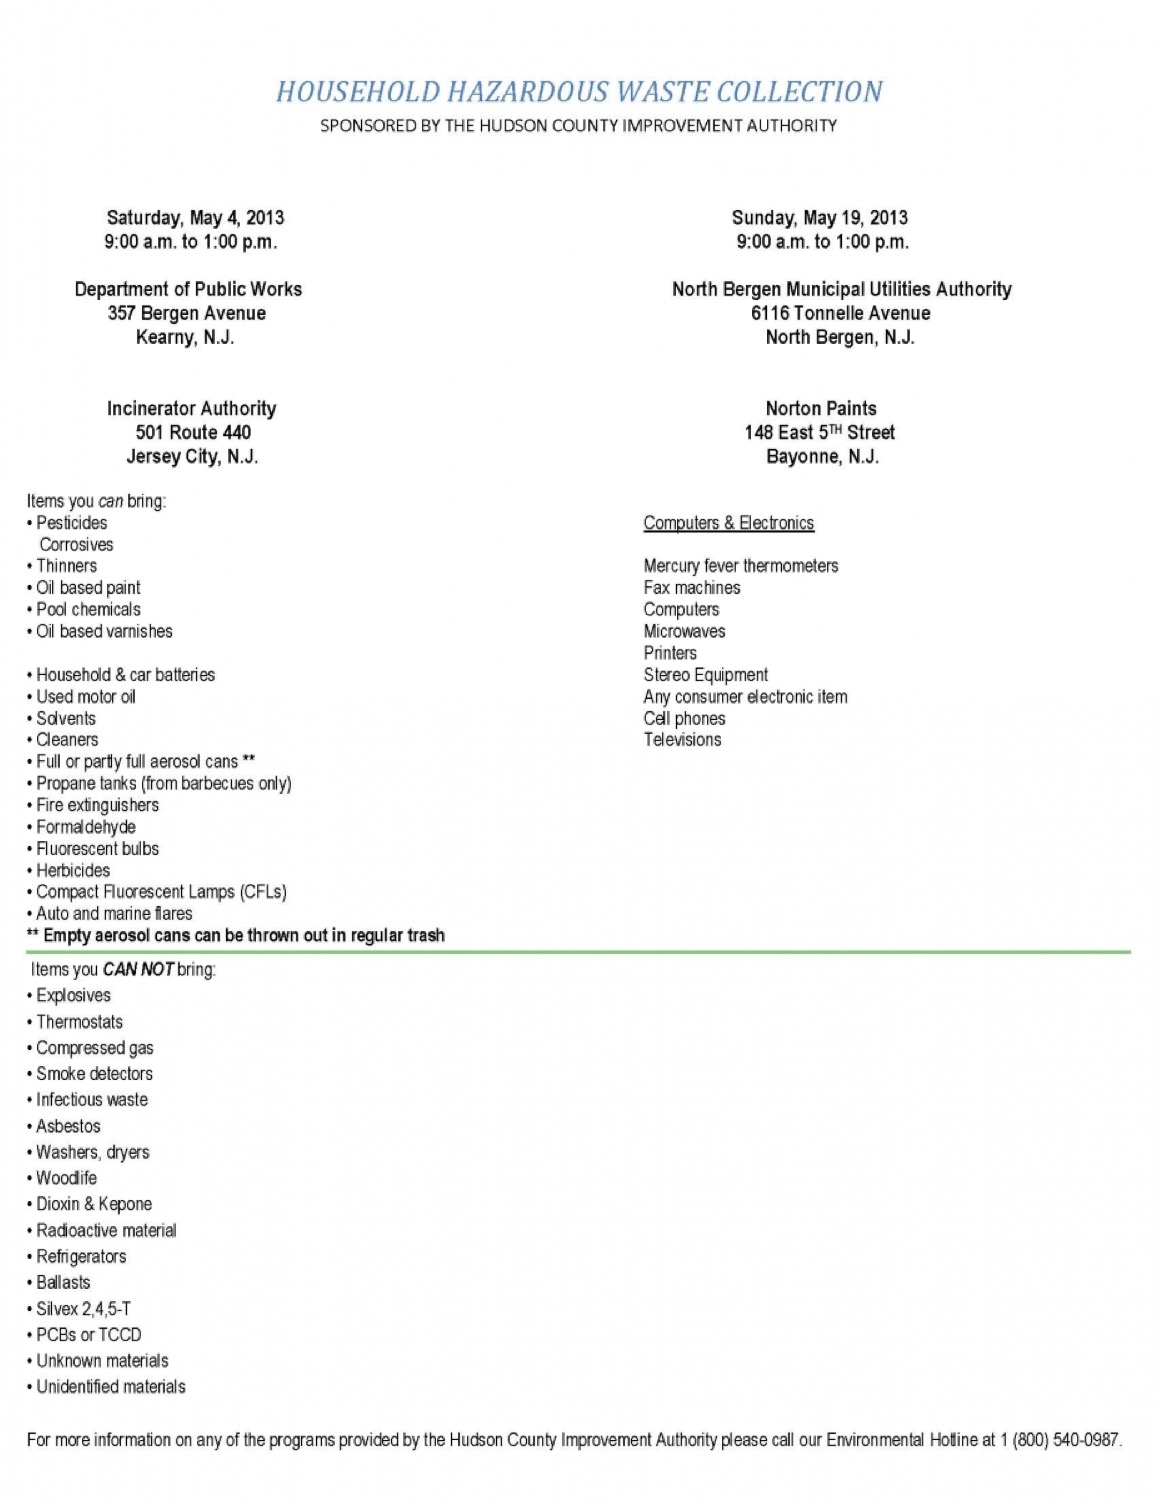 HOUSEHOLD HAZARDOUS WASTE COLLECTION
SPONSORED BY THE HUDSON COUNTY IMPROVEMENT AUTHORITY
Saturday, May 4, 2013
9:00 a.m. to 1:00 p.m.
Department of Public Works
357 Bergen Avenue
Kearny, N.J.
Incinerator Authority
501 Route 440
Jersey City, N.J.
Sunday, May 19, 2013
9:00 a.m. to 1:00 p.m.
North Bergen Municipal Utilities Authority
6116 Tonnelle Avenue
North Bergen, N.J.
Norton Paints
148 East 5TH Street
Bayonne, N.J.
Items you can bring:
• Pesticides
Corrosives
• Thinners
• Oil based paint
• Pool chemicals
• Oil based varnishes
• Household & car batteries
• Used motor oil
• Solvents
• Cleaners
• Full or partly full aerosol cans **
• Propane tanks (from barbecues only)
• Fire extinguishers
• Formaldehyde
• Fluorescent bulbs
• Herbicides
• Compact Fluorescent Lamps (CFLs)
• Auto and marine flares
** Empty aerosol cans can be thrown out in regular trash
Computers & Electronics
Mercury fever thermometers
Fax machines
Computers
Microwaves
Printers
Stereo Equipment
Any consumer electronic item
Cell phones
Televisions
Items you CAN NOT bring:
• Explosives
• Thermostats
• Compressed gas
• Smoke detectors
• Infectious waste
• Asbestos
• Washers, dryers
• Woodlife
• Dioxin & Kepone
• Radioactive material
• Refrigerators
• Ballasts
• Silvex 2,4,5-T
• PCBs or TCCD
• Unknown materials
• Unidentified materials
For more information on any of the programs provided by the Hudson County Improvement Authority please call our Environmental Hotline at 1 (800) 540-0987.